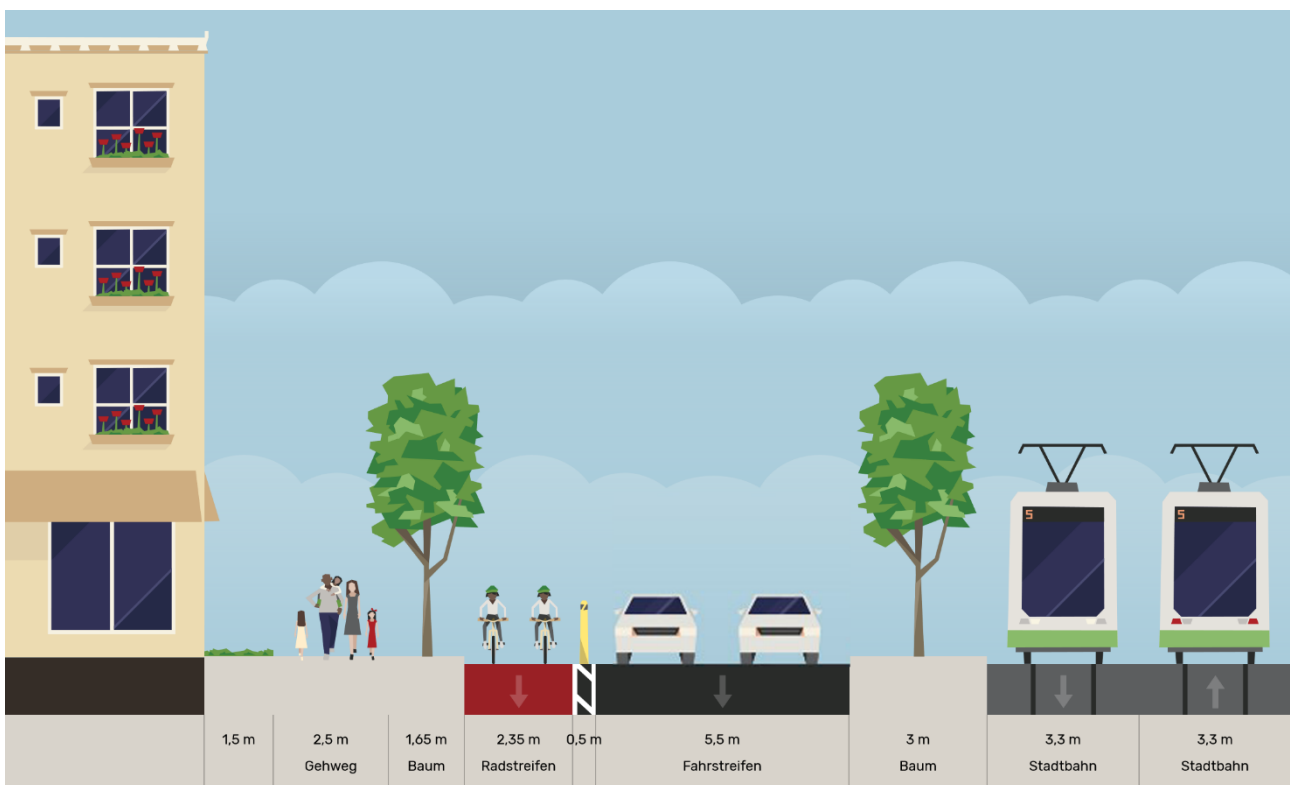 5
5
1,5 m
2,5 m
1,65 m
2,35 m
0,5 m
5,5 m
3 m
3,3 m
3,3 m
Gehweg
Baum
Radstreifen
Fahrstreifen
Baum
Stadtbahn
Stadtbahn